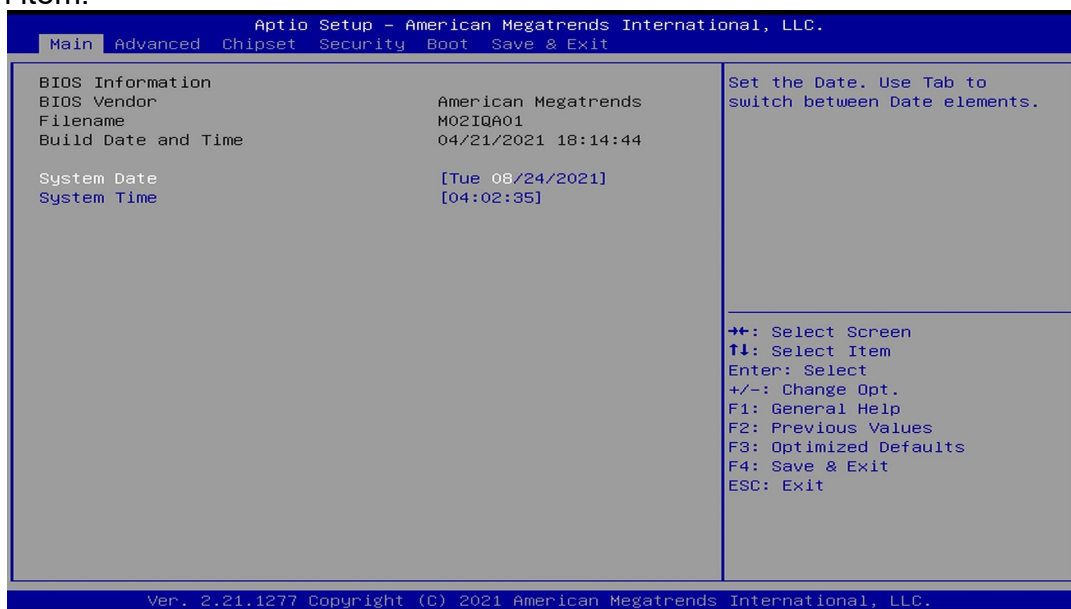 Aptio Setup – American Megatrends International, LLC.
Main Advanced Chipset Security Boot Save & Exit
BIOS Information
BIOS Vendor American Megatrends
Filename M02IQA01
Build Date and Time 04/21/2021 18:14:44
System Date [Tue 08/24/2021]
System Time [04:02:35]
Set the Date. Use Tab to
switch between Date elements.
→←: Select Screen
↑↓: Select Item
Enter: Select
+/-: Change Opt.
F1: General Help
F2: Previous Values
F3: Optimized Defaults
F4: Save & Exit
ESC: Exit
Ver. 2.21.1277 Copyright (C) 2021 American Megatrends International, LLC.